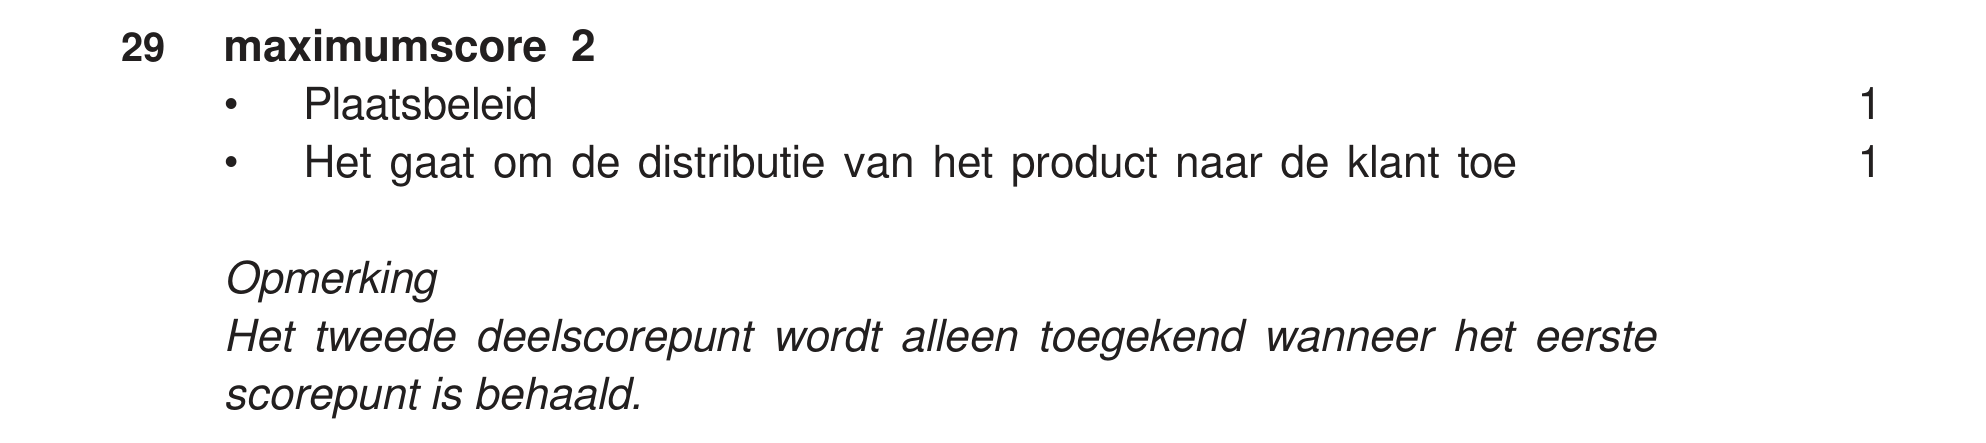 29 maximumscore 2
• Plaatsbeleid 1
• Het gaat om de distributie van het product naar de klant toe 1
Opmerking
Het tweede deelscorepunt wordt alleen toegekend wanneer het eerste
scorepunt is behaald.